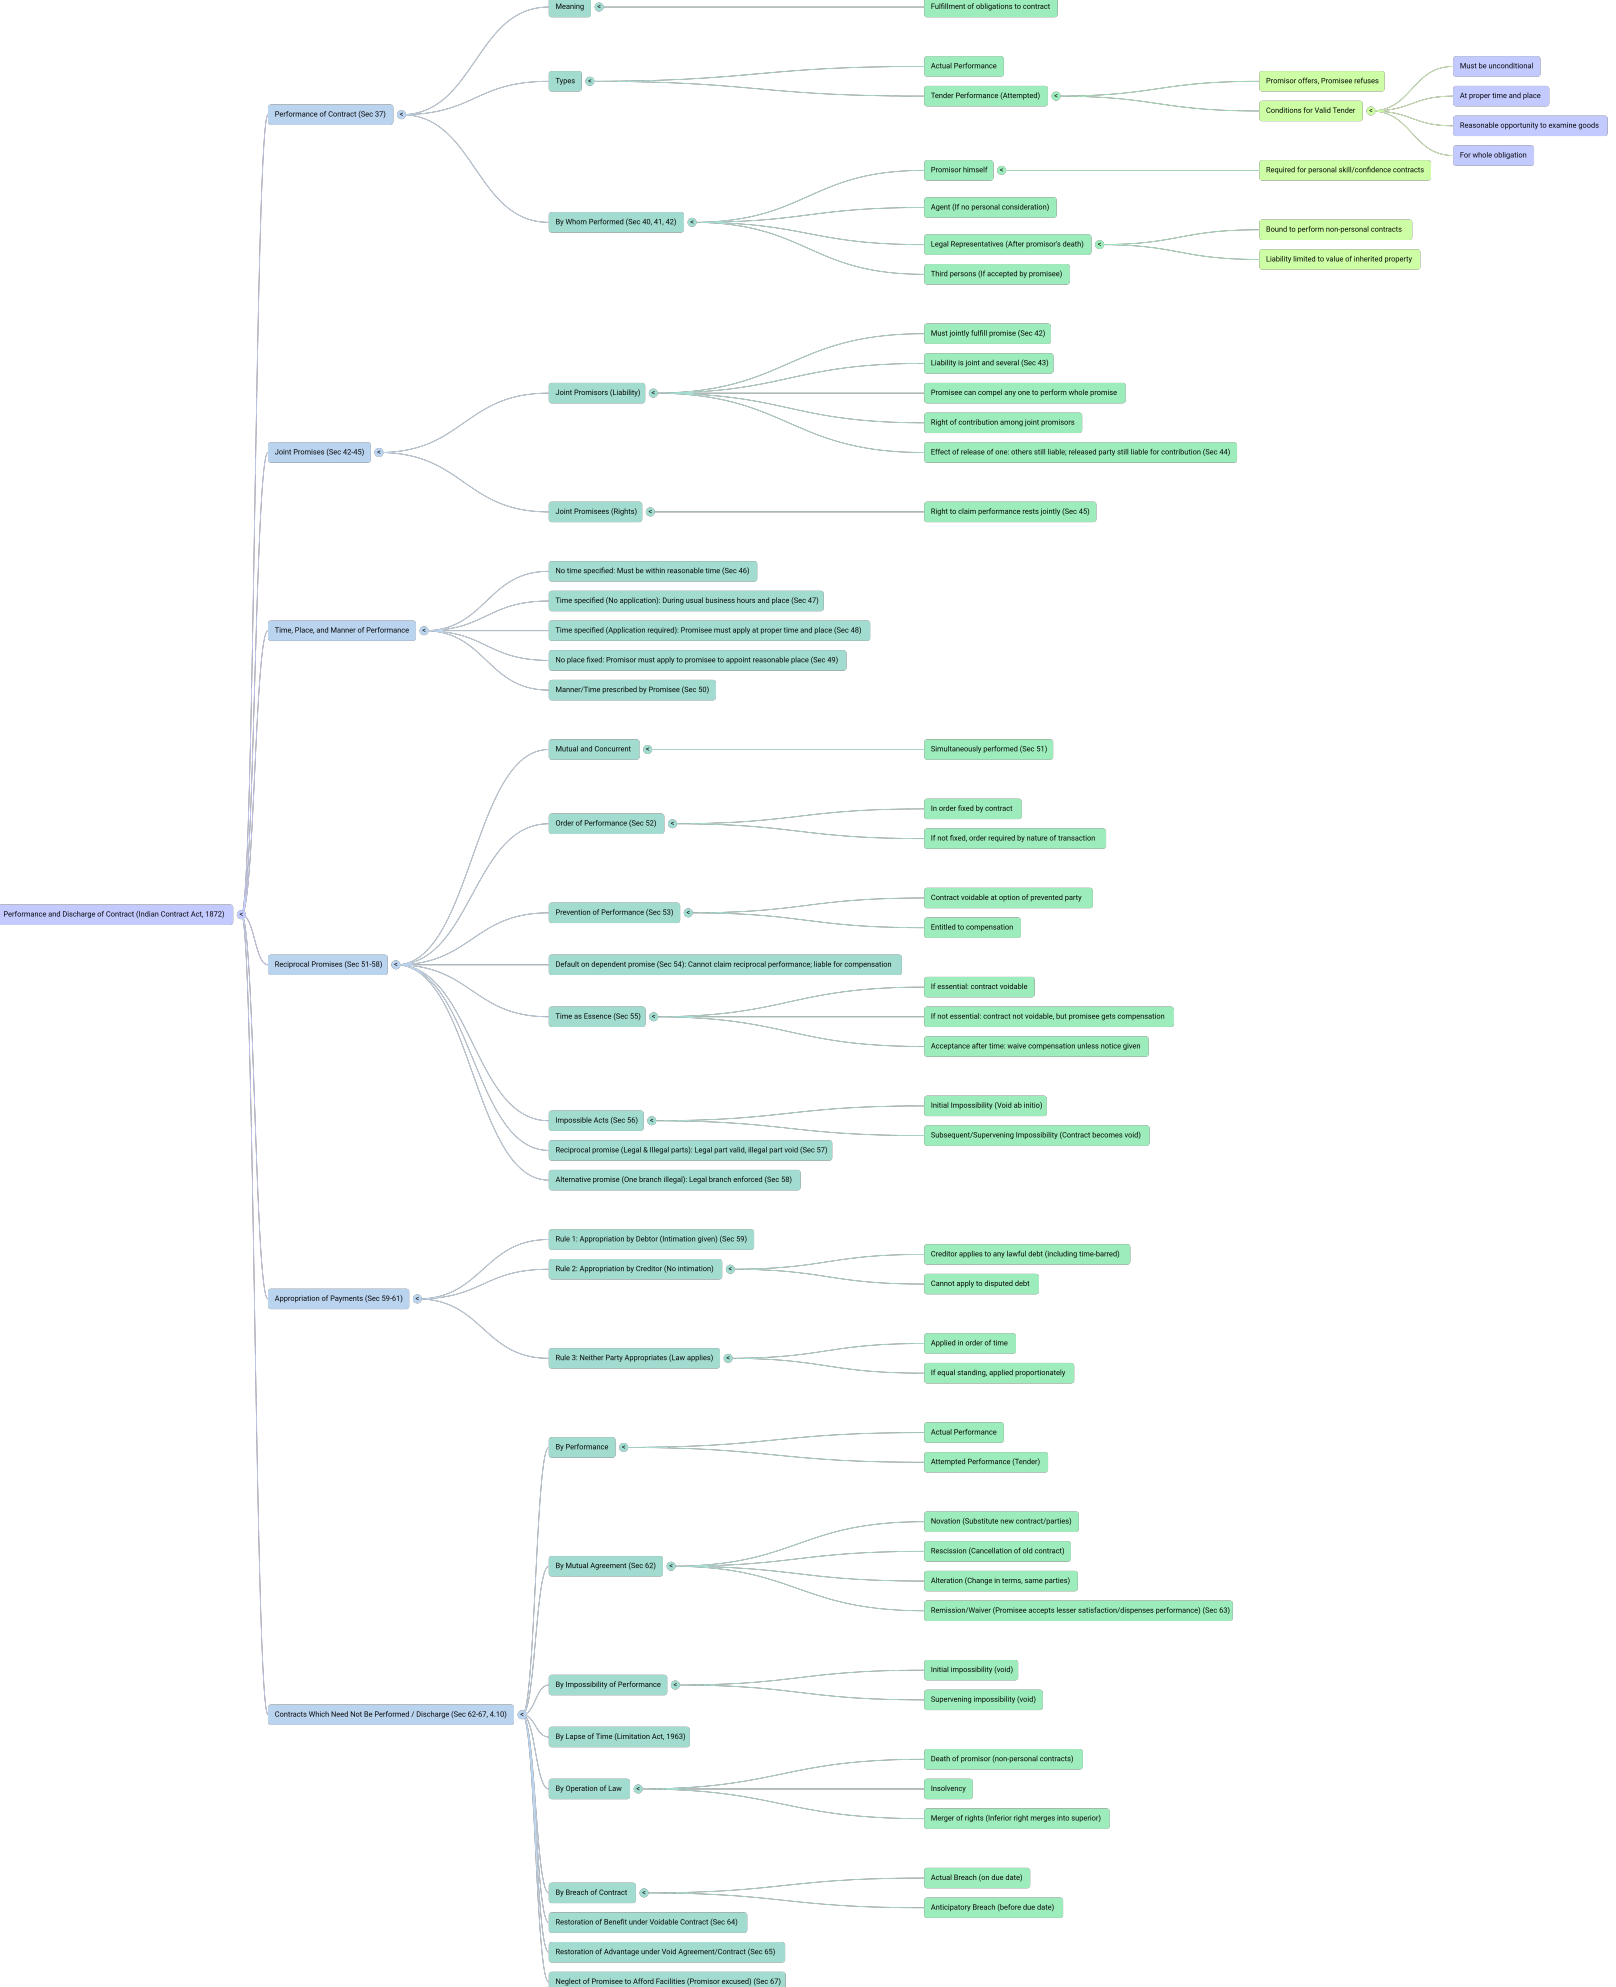 Performance and Discharge of Contract (Indian Contract Act, 1872)
Performance of Contract (Sec 37)
Meaning
Fulfillment of obligations to contract
Types
Actual Performance
Tender Performance (Attempted)
Promisor offers, Promisee refuses
Conditions for Valid Tender
Must be unconditional
At proper time and place
Reasonable opportunity to examine goods
For whole obligation
By Whom Performed (Sec 40, 41, 42)
Promisor himself
Required for personal skill/confidence contracts
Agent (If no personal consideration)
Legal Representatives (After promisor's death)
Bound to perform non-personal contracts
Liability limited to value of inherited property
Third persons (If accepted by promisee)
Joint Promises (Sec 42-45)
Joint Promisors (Liability)
Must jointly fulfill promise (Sec 42)
Liability is joint and several (Sec 43)
Promisee can compel any one to perform whole promise
Right of contribution among joint promisors
Effect of release of one: others still liable; released party still liable for contribution (Sec 44)
Joint Promisees (Rights)
Right to claim performance rests jointly (Sec 45)
Time, Place, and Manner of Performance
No time specified: Must be within reasonable time (Sec 46)
Time specified (No application): During usual business hours and place (Sec 47)
Time specified (Application required): Promisee must apply at proper time and place (Sec 48)
No place fixed: Promisor must apply to promisee to appoint reasonable place (Sec 49)
Manner/Time prescribed by Promisee (Sec 50)
Reciprocal Promises (Sec 51-58)
Mutual and Concurrent
Simultaneously performed (Sec 51)
Order of Performance (Sec 52)
In order fixed by contract
If not fixed, order required by nature of transaction
Prevention of Performance (Sec 53)
Contract voidable at option of prevented party
Entitled to compensation
Default on dependent promise (Sec 54): Cannot claim reciprocal performance; liable for compensation
Time as Essence (Sec 55)
If essential: contract voidable
If not essential: contract not voidable, but promisee gets compensation
Acceptance after time: waive compensation unless notice given
Impossible Acts (Sec 56)
Initial Impossibility (Void ab initio)
Subsequent/Supervening Impossibility (Contract becomes void)
Reciprocal promise (Legal & Illegal parts): Legal part valid, illegal part void (Sec 57)
Alternative promise (One branch illegal): Legal branch enforced (Sec 58)
Appropriation of Payments (Sec 59-61)
Rule 1: Appropriation by Debtor (Intimation given) (Sec 59)
Rule 2: Appropriation by Creditor (No intimation)
Creditor applies to any lawful debt (including time-barred)
Cannot apply to disputed debt
Rule 3: Neither Party Appropriates (Law applies)
Applied in order of time
If equal standing, applied proportionately
Contracts Which Need Not Be Performed / Discharge (Sec 62-67, 4.10)
By Performance
Actual Performance
Attempted Performance (Tender)
By Mutual Agreement (Sec 62)
Novation (Substitute new contract/parties)
Rescission (Cancellation of old contract)
Alteration (Change in terms, same parties)
Remission/Waiver (Promisee accepts lesser satisfaction/dispenses performance) (Sec 63)
By Impossibility of Performance
Initial impossibility (void)
Supervening impossibility (void)
By Lapse of Time (Limitation Act, 1963)
By Operation of Law
Death of promisor (non-personal contracts)
Insolvency
Merger of rights (Inferior right merges into superior)
By Breach of Contract
Actual Breach (on due date)
Anticipatory Breach (before due date)
Restoration of Benefit under Voidable Contract (Sec 64)
Restoration of Advantage under Void Agreement/Contract (Sec 65)
Neglect of Promisee to Afford Facilities (Promisor excused) (Sec 67)